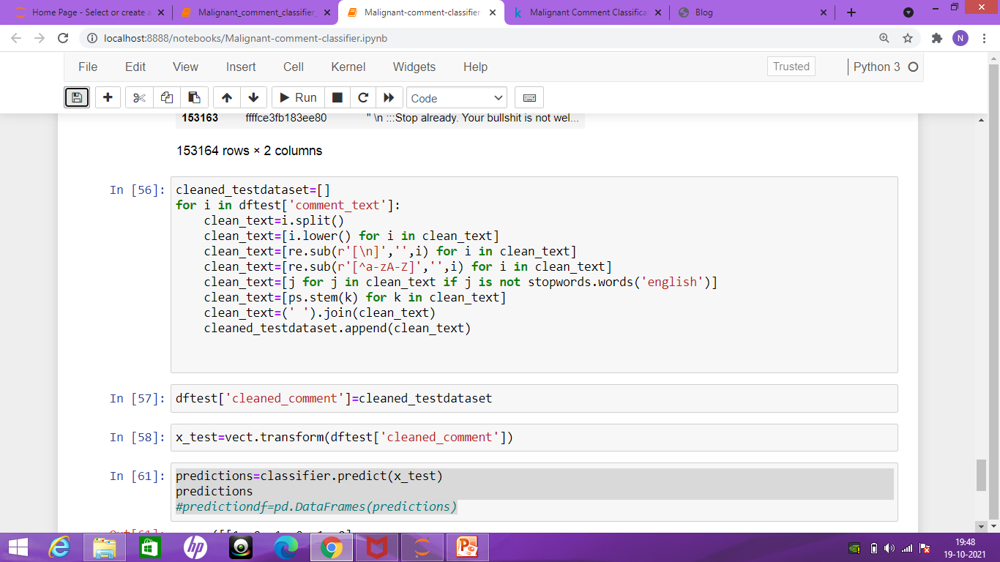 Home Page - Select or create a
Malignant_comment_classifier_
Malignant-comment-classifier
Malignant Comment Classifica
Blog
localhost:8888/notebooks/Malignant-comment-classifier.ipynb
N
File Edit View Insert Cell Kernel Widgets Help
Trusted
Python 3
Run
Code
153163 ffffce3fb183ee80 " \n :::Stop already. Your bullshit is not wel...
153164 rows × 2 columns
In [56]:
cleaned_testdataset=[]
for i in dftest['comment_text']:
    clean_text=i.split()
    clean_text=[i.lower() for i in clean_text]
    clean_text=[re.sub(r'[\n]','',i) for i in clean_text]
    clean_text=[re.sub(r'[^a-zA-Z]','',i) for i in clean_text]
    clean_text=[j for j in clean_text if j is not stopwords.words('english')]
    clean_text=[ps.stem(k) for k in clean_text]
    clean_text=(' ').join(clean_text)
    cleaned_testdataset.append(clean_text)
In [57]:
dftest['cleaned_comment']=cleaned_testdataset
In [58]:
x_test=vect.transform(dftest['cleaned_comment'])
In [61]:
predictions=classifier.predict(x_test)
predictions
#predictiondf=pd.DataFrames(predictions)
19:48
19-10-2021